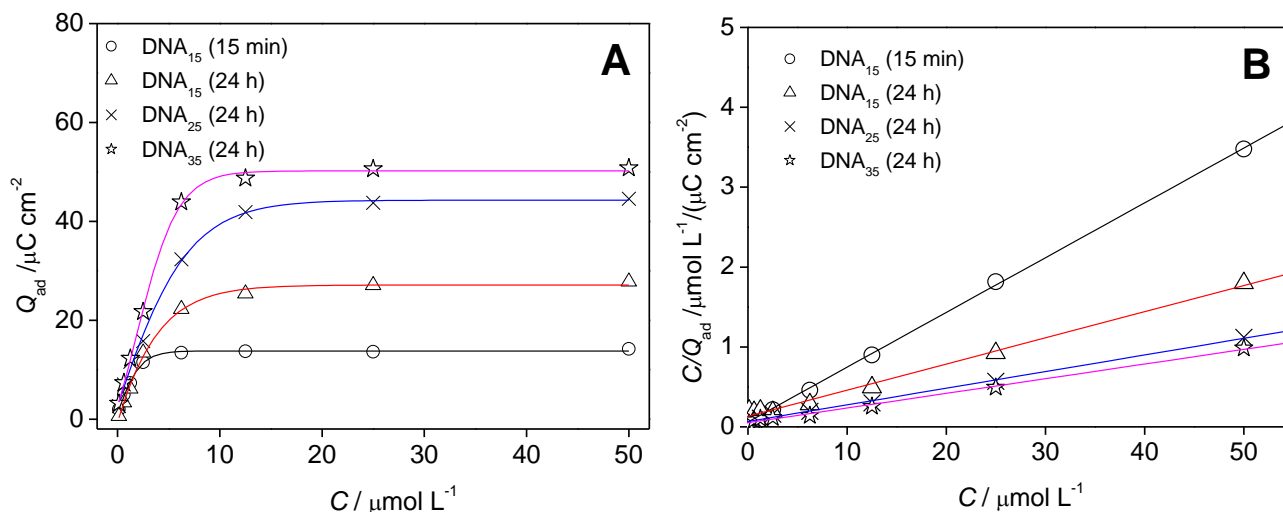 A
DNA₁₅ (15 min)
DNA₁₅ (24 h)
DNA₂₅ (24 h)
DNA₃₅ (24 h)
Q_ad /μC cm⁻²
80
60
40
20
0
0 10 20 30 40 50
C / μmol L⁻¹
B
DNA₁₅ (15 min)
DNA₁₅ (24 h)
DNA₂₅ (24 h)
DNA₃₅ (24 h)
C/Q_ad /μmol L⁻¹/(μC cm⁻²)
5
4
3
2
1
0
0 10 20 30 40 50
C / μmol L⁻¹